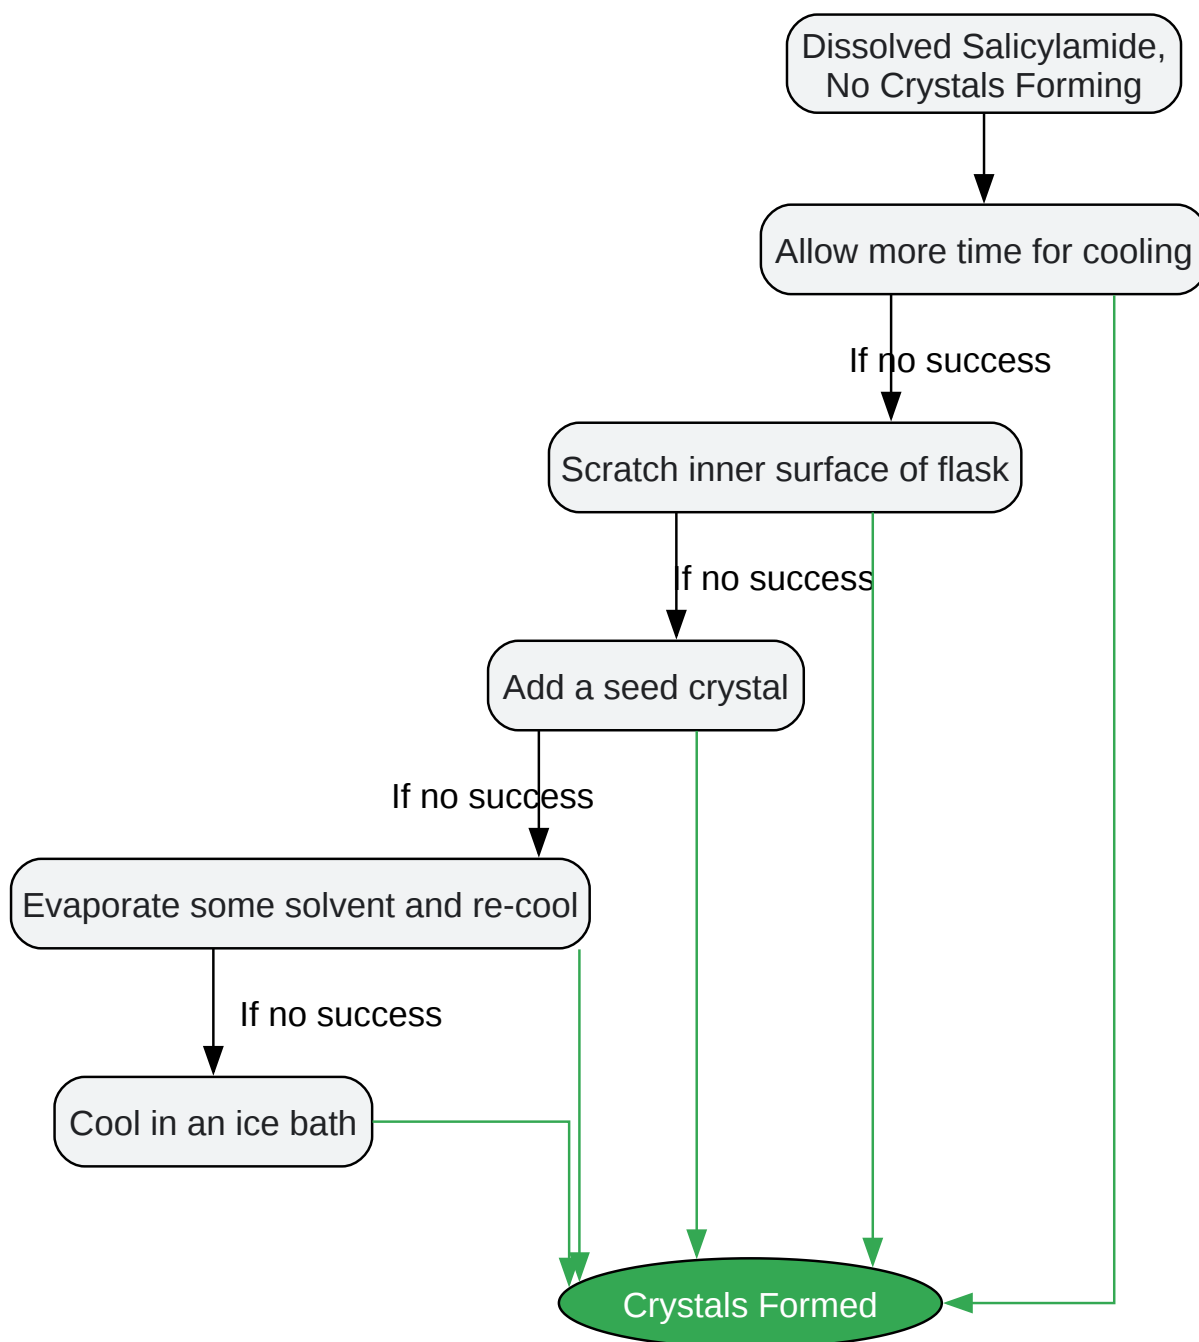 Dissolved Salicylamide,
No Crystals Forming
Allow more time for cooling
If no success
Scratch inner surface of flask
If no success
Add a seed crystal
If no success
Evaporate some solvent and re-cool
If no success
Cool in an ice bath
Crystals Formed